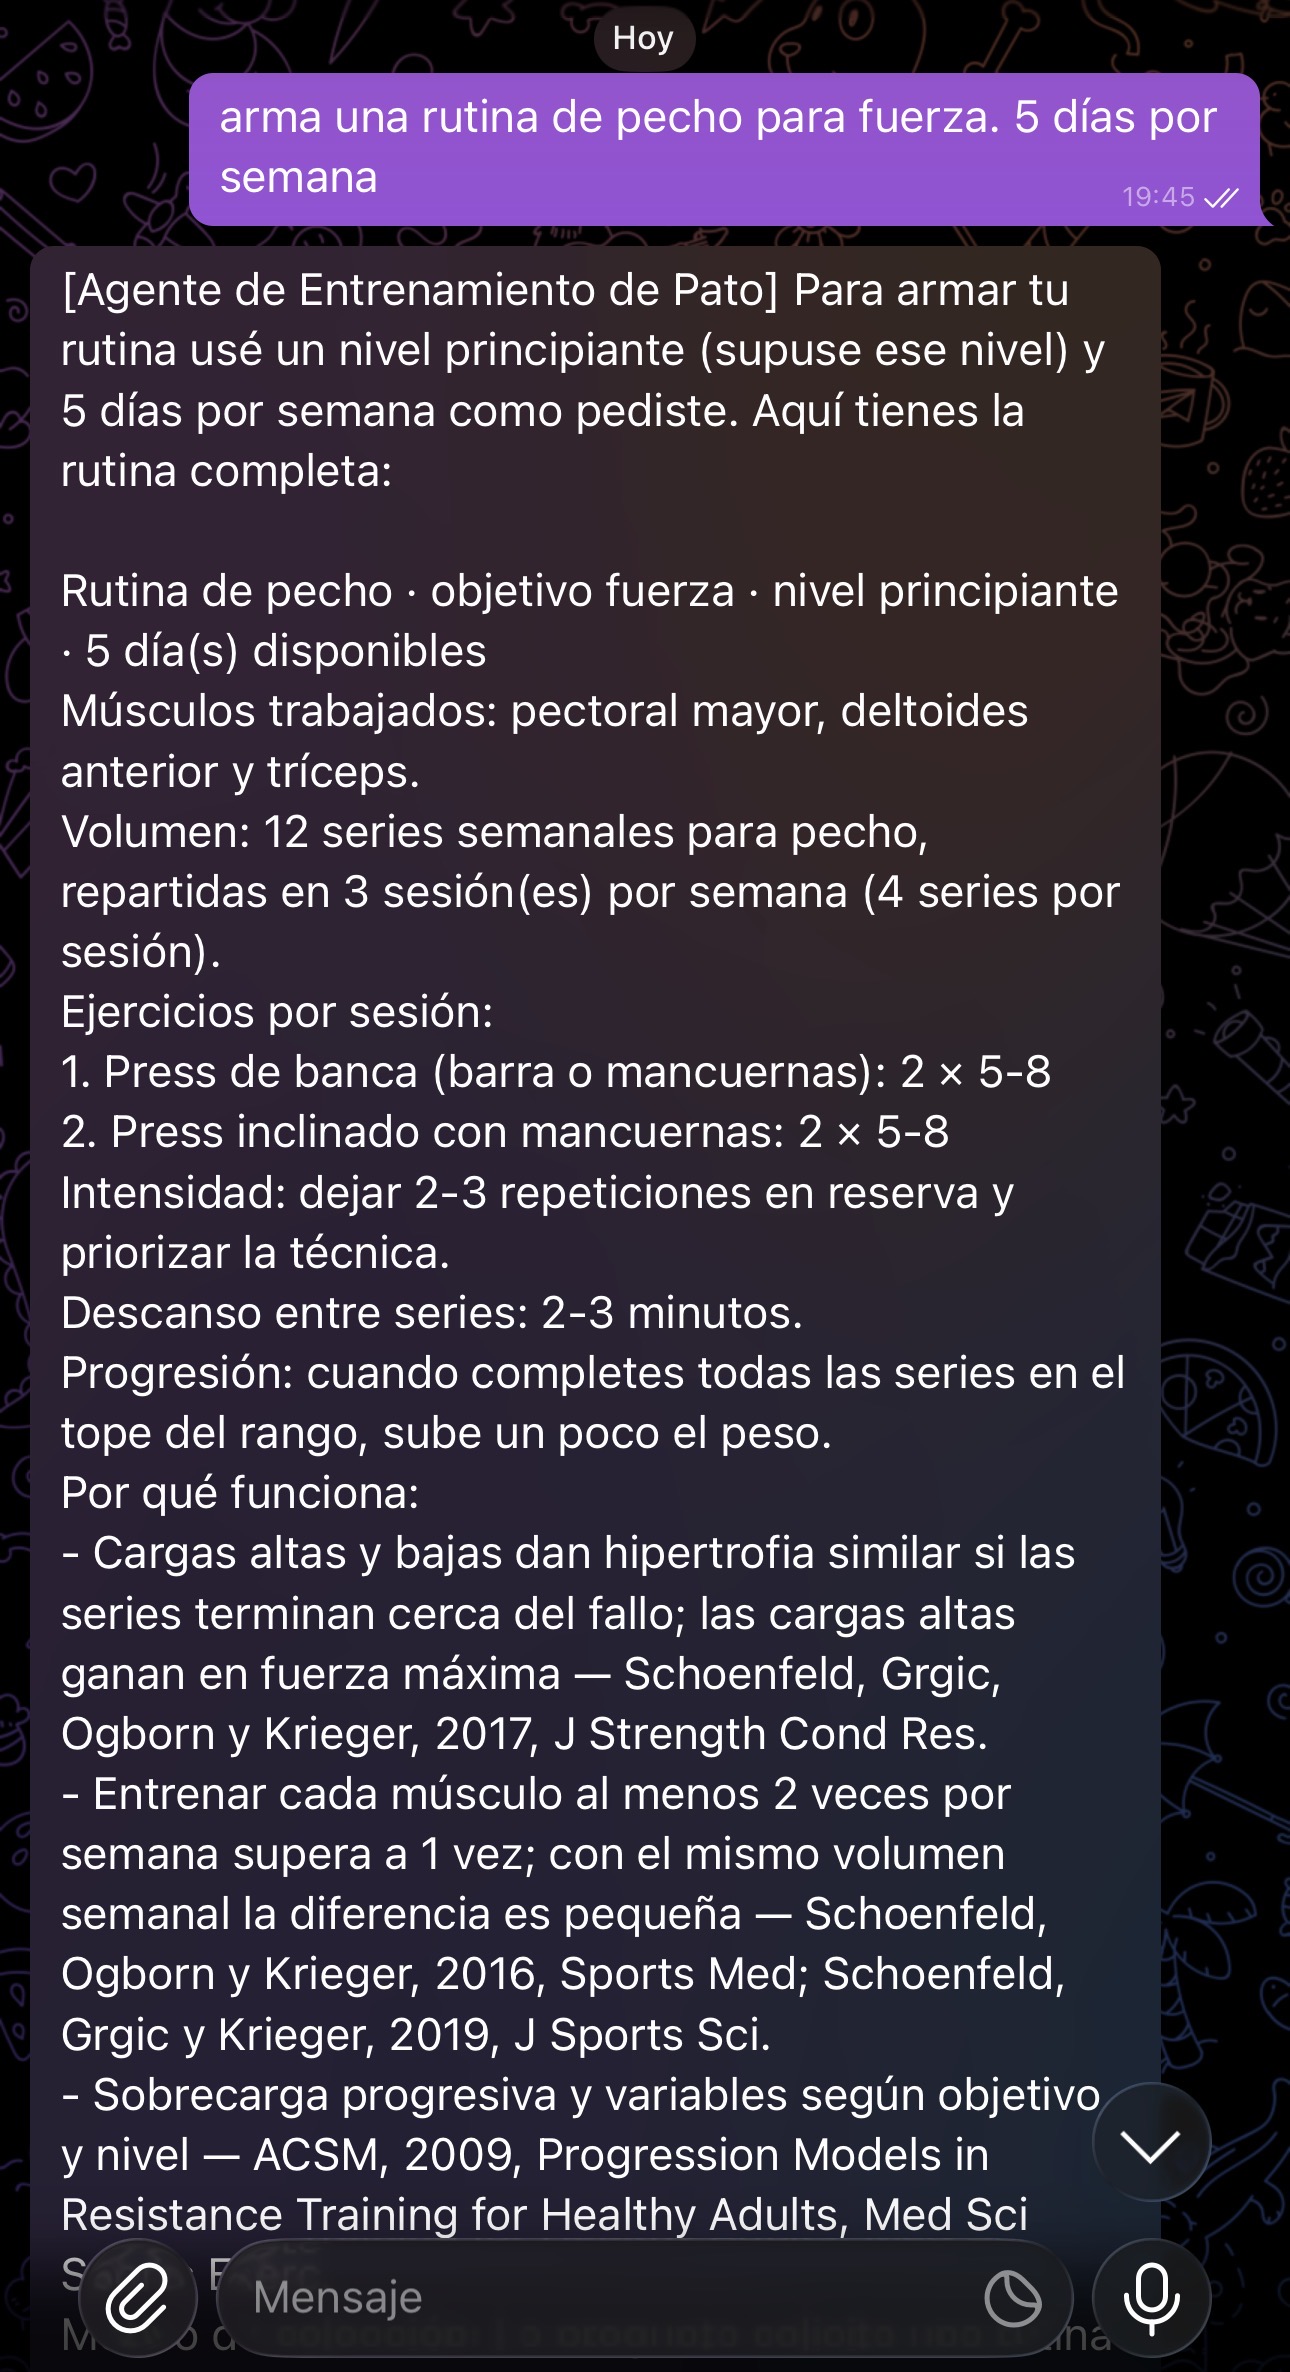 Hoy
arma una rutina de pecho para fuerza. 5 días por
semana
19:45
[Agente de Entrenamiento de Pato] Para armar tu
rutina usé un nivel principiante (supuse ese nivel) y
5 días por semana como pediste. Aquí tienes la
rutina completa:
Rutina de pecho · objetivo fuerza · nivel principiante
· 5 día(s) disponibles
Músculos trabajados: pectoral mayor, deltoides
anterior y tríceps.
Volumen: 12 series semanales para pecho,
repartidas en 3 sesión(es) por semana (4 series por
sesión).
Ejercicios por sesión:
1. Press de banca (barra o mancuernas): 2 × 5-8
2. Press inclinado con mancuernas: 2 × 5-8
Intensidad: dejar 2-3 repeticiones en reserva y
priorizar la técnica.
Descanso entre series: 2-3 minutos.
Progresión: cuando completes todas las series en el
tope del rango, sube un poco el peso.
Por qué funciona:
- Cargas altas y bajas dan hipertrofia similar si las
series terminan cerca del fallo; las cargas altas
ganan en fuerza máxima — Schoenfeld, Grgic,
Ogborn y Krieger, 2017, J Strength Cond Res.
- Entrenar cada músculo al menos 2 veces por
semana supera a 1 vez; con el mismo volumen
semanal la diferencia es pequeña — Schoenfeld,
Ogborn y Krieger, 2016, Sports Med; Schoenfeld,
Grgic y Krieger, 2019, J Sports Sci.
- Sobrecarga progresiva y variables según objetivo
y nivel — ACSM, 2009, Progression Models in
Resistance Training for Healthy Adults, Med Sci
Mensaje